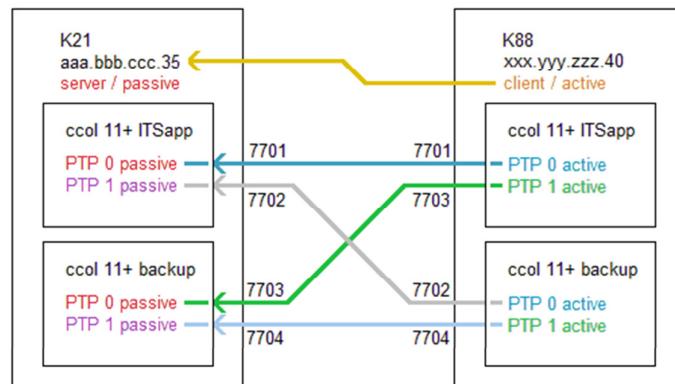 K21
aaa.bbb.ccc.35
server / passive
ccol 11+ ITSapp
PTP 0 passive
PTP 1 passive
ccol 11+ backup
PTP 0 passive
PTP 1 passive
7701
7702
7703
7704
7701
7703
7702
7704
K88
xxx.yyy.zzz.40
client / active
ccol 11+ ITSapp
PTP 0 active
PTP 1 active
ccol 11+ backup
PTP 0 active
PTP 1 active